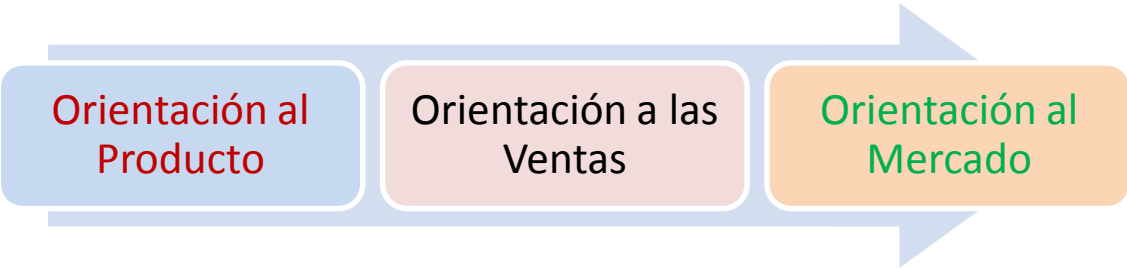 Orientación al
Producto
Orientación a las
Ventas
Orientación al
Mercado